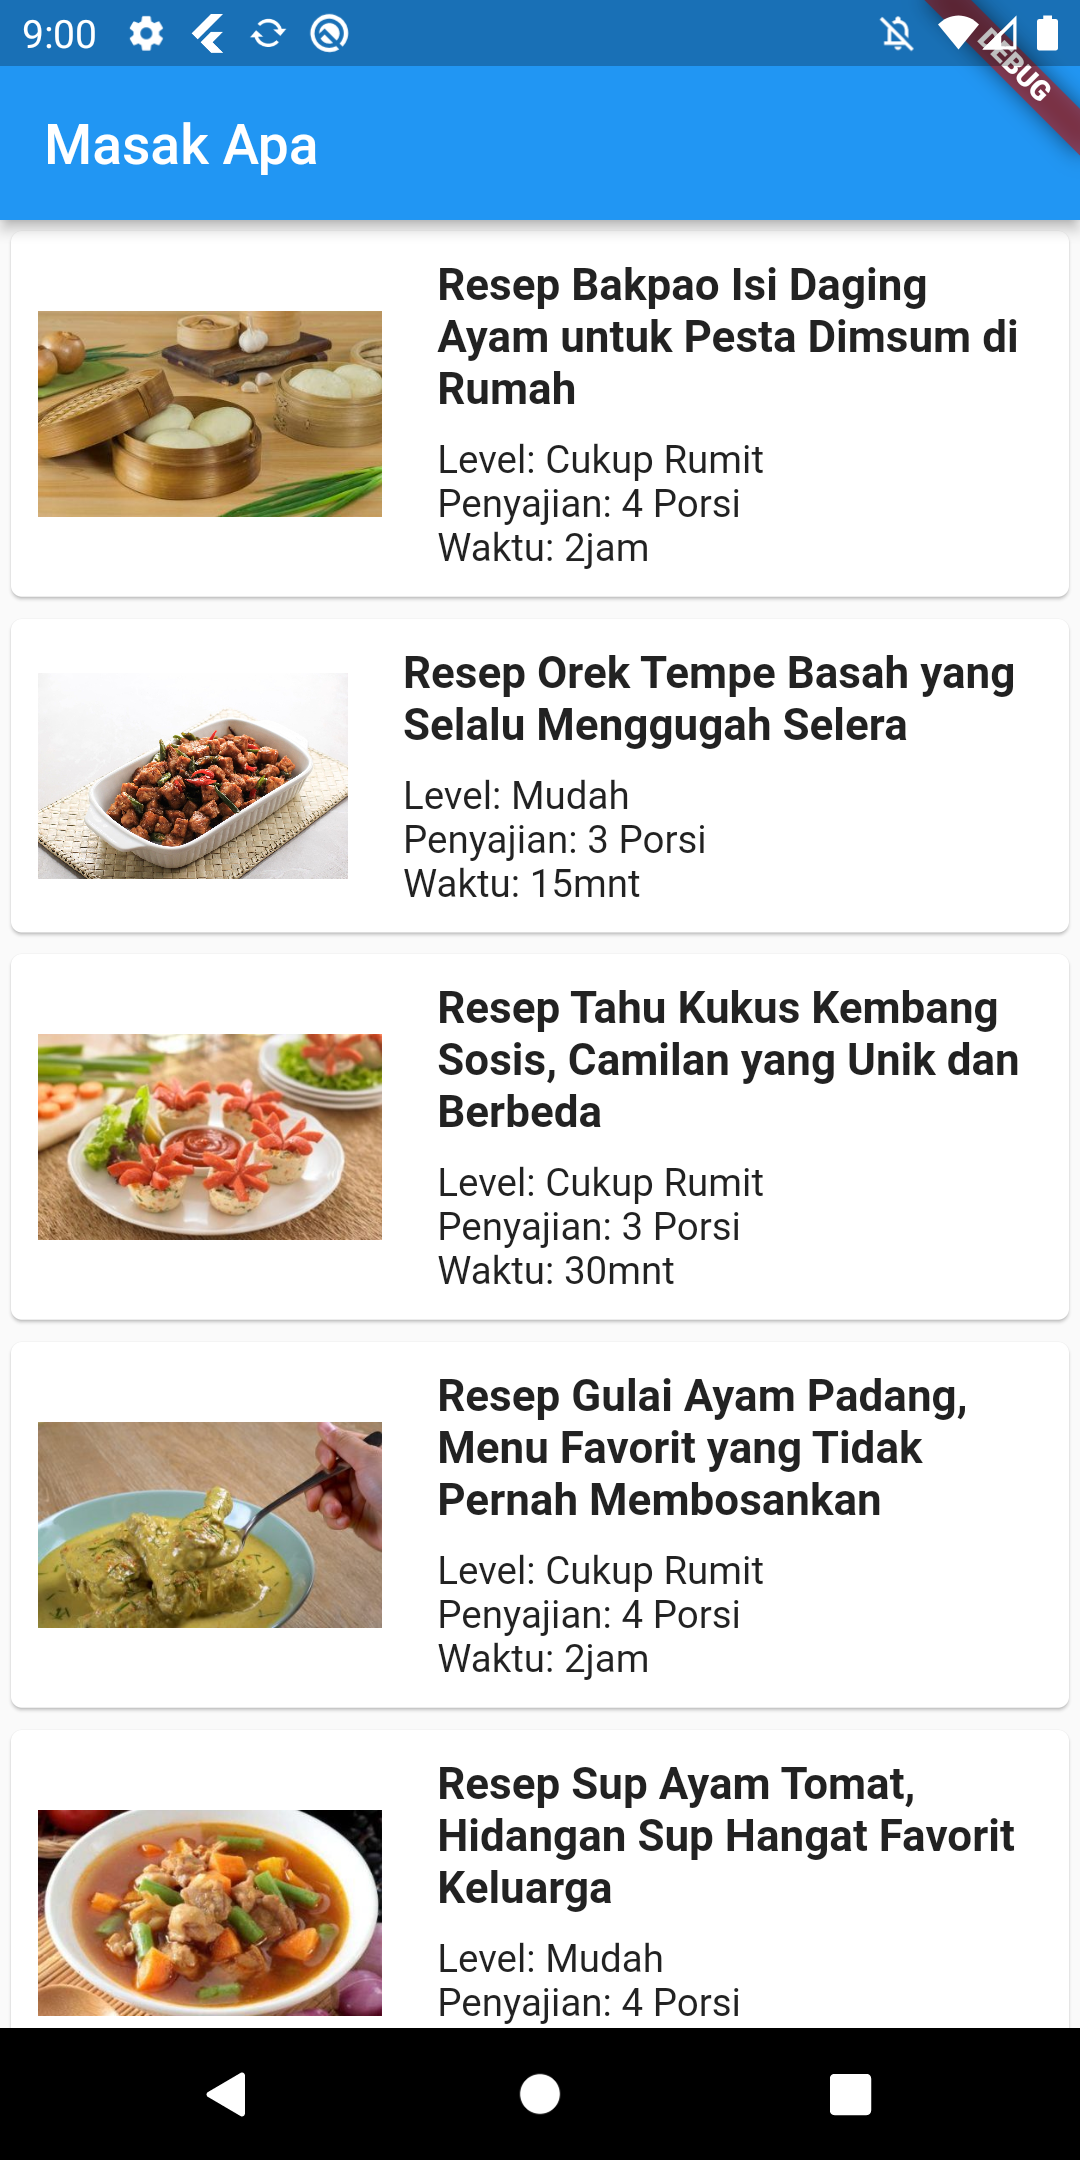 9:00
DEBUG
Masak Apa
Resep Bakpao Isi Daging
Ayam untuk Pesta Dimsum di
Rumah
Level: Cukup Rumit
Penyajian: 4 Porsi
Waktu: 2jam
Resep Orek Tempe Basah yang
Selalu Menggugah Selera
Level: Mudah
Penyajian: 3 Porsi
Waktu: 15mnt
Resep Tahu Kukus Kembang
Sosis, Camilan yang Unik dan
Berbeda
Level: Cukup Rumit
Penyajian: 3 Porsi
Waktu: 30mnt
Resep Gulai Ayam Padang,
Menu Favorit yang Tidak
Pernah Membosankan
Level: Cukup Rumit
Penyajian: 4 Porsi
Waktu: 2jam
Resep Sup Ayam Tomat,
Hidangan Sup Hangat Favorit
Keluarga
Level: Mudah
Penyajian: 4 Porsi